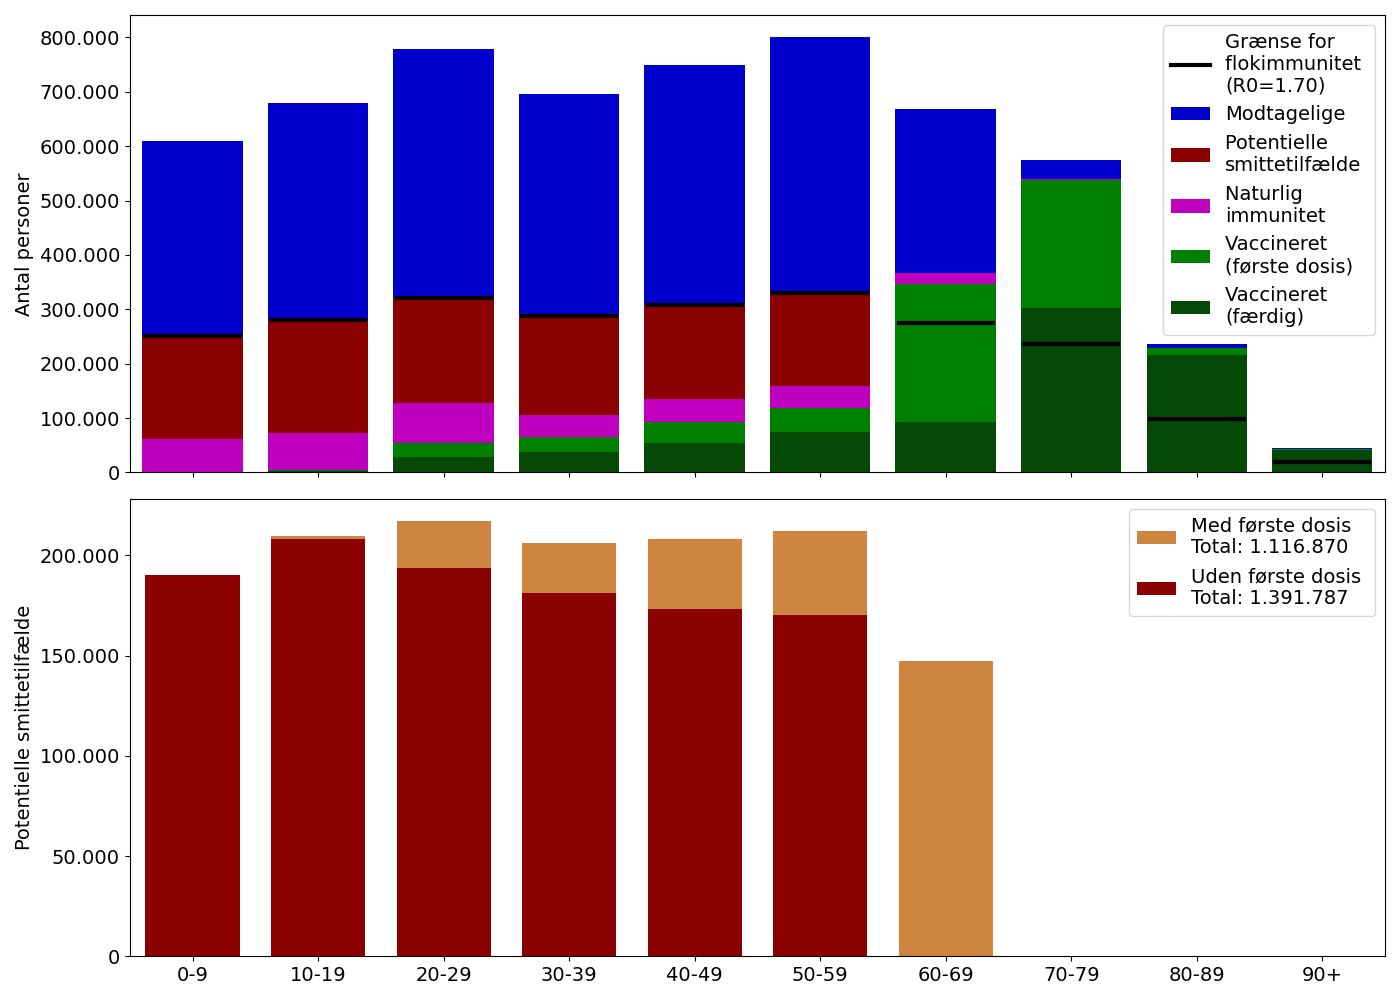 800.000
700.000
600.000
500.000
400.000
300.000
200.000
100.000
0
Antal personer
Grænse for
flokimmunitet
(R0=1.70)
Modtagelige
Potentielle
smittetilfælde
Naturlig
immunitet
Vaccineret
(første dosis)
Vaccineret
(færdig)
200.000
150.000
100.000
50.000
0
Potentielle smittetilfælde
Med første dosis
Total: 1.116.870
Uden første dosis
Total: 1.391.787
0-9 10-19 20-29 30-39 40-49 50-59 60-69 70-79 80-89 90+